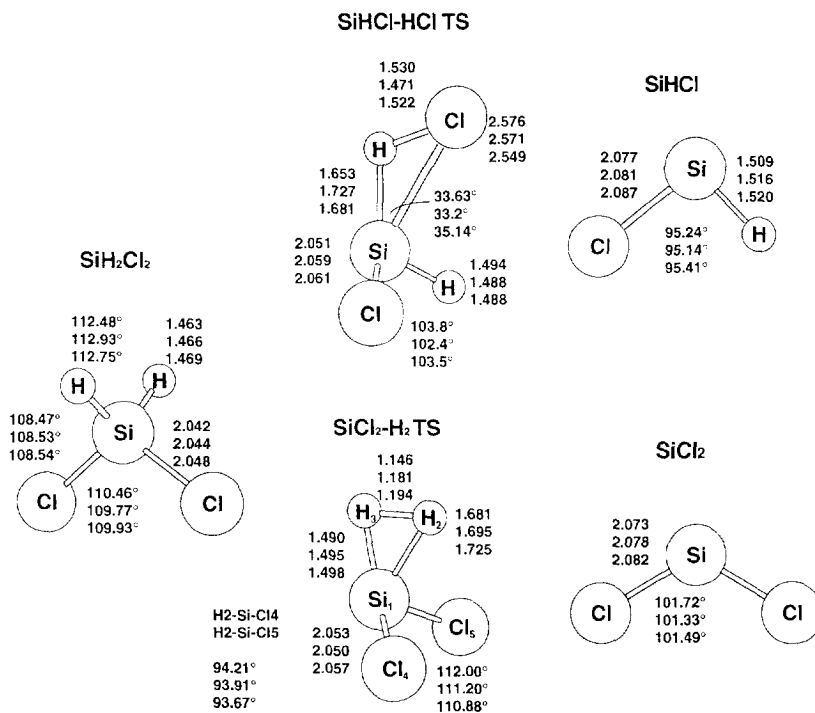 SiHCl-HCl TS
1.530
1.471
1.522
H
Cl
2.576
2.571
2.549
1.653
1.727
1.681
33.63°
33.2°
35.14°
2.051
2.059
2.061
Si
H
1.494
1.488
1.488
Cl
103.8°
102.4°
103.5°
SiHCl
2.077
2.081
2.087
Si
1.509
1.516
1.520
Cl
H
95.24°
95.14°
95.41°
SiH₂Cl₂
112.48°
112.93°
112.75°
1.463
1.466
1.469
H
H
108.47°
108.53°
108.54°
Si
2.042
2.044
2.048
Cl
Cl
110.46°
109.77°
109.93°
SiCl₂-H₂ TS
1.146
1.181
1.194
H₃
H₂
1.681
1.695
1.725
1.490
1.495
1.498
Si₁
H2-Si-Cl4
H2-Si-Cl5
94.21°
93.91°
93.67°
2.053
2.050
2.057
Cl₅
Cl₄
112.00°
111.20°
110.88°
SiCl₂
2.073
2.078
2.082
Si
Cl
Cl
101.72°
101.33°
101.49°